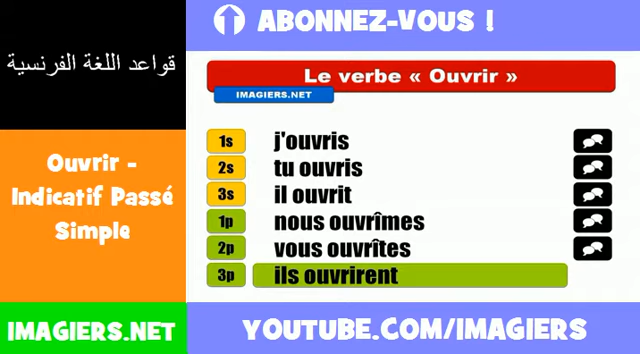 قواعد اللغة الفرنسية
Ouvrir -
Indicatif Passé
Simple
IMAGIERS.NET
ABONNEZ-VOUS !
Le verbe « Ouvrir »
IMAGIERS.NET
1s j'ouvris
2s tu ouvris
3s il ouvrit
1p nous ouvrîmes
2p vous ouvrîtes
3p ils ouvrirent
YOUTUBE.COM/IMAGIERS